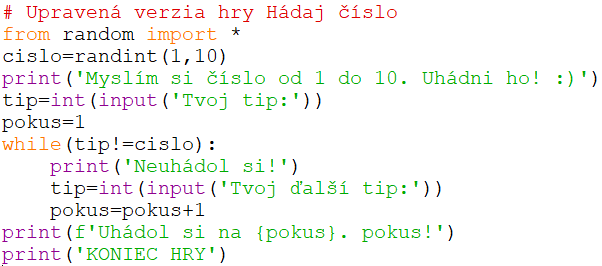 # Upravená verzia hry Hádaj číslo
from random import *
cislo=randint(1,10)
print('Myslím si číslo od 1 do 10. Uhádni ho! :)')
tip=int(input('Tvoj tip:'))
pokus=1
while(tip!=cislo):
    print('Neuhádol si!')
    tip=int(input('Tvoj ďalší tip:'))
    pokus=pokus+1
print(f'Uhádol si na {pokus}. pokus!')
print('KONIEC HRY')